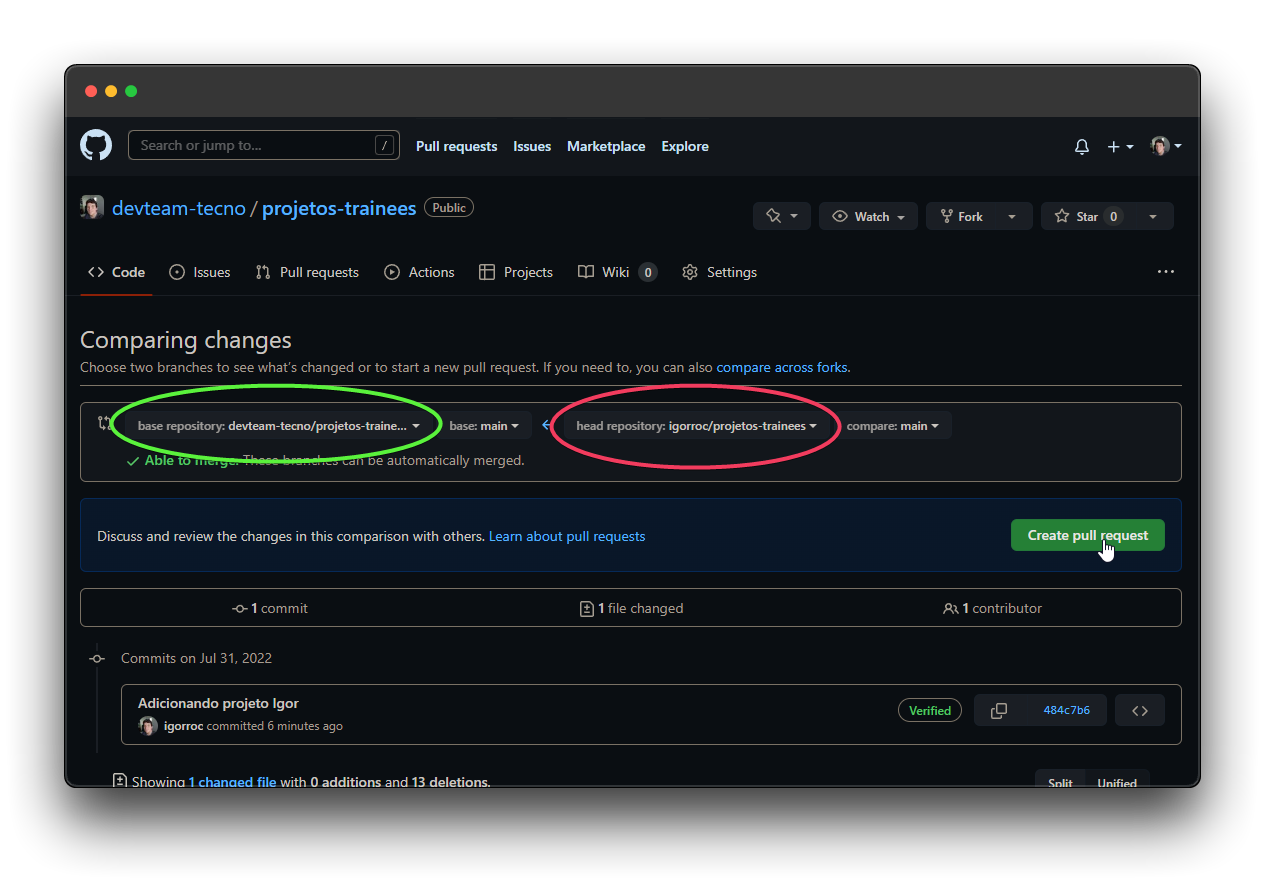 Search or jump to... / Pull requests Issues Marketplace Explore
devteam-tecno / projetos-trainees Public
Watch Fork Star 0
Code Issues Pull requests Actions Projects Wiki 0 Settings
Comparing changes
Choose two branches to see what's changed or to start a new pull request. If you need to, you can also compare across forks.
base repository: devteam-tecno/projetos-traine... base: main head repository: igorroc/projetos-trainees compare: main
Able to merge. These branches can be automatically merged.
Discuss and review the changes in this comparison with others. Learn about pull requests Create pull request
1 commit 1 file changed 1 contributor
Commits on Jul 31, 2022
Adicionando projeto Igor
igorroc committed 6 minutes ago
Verified 484c7b6
Showing 1 changed file with 0 additions and 13 deletions. Split Unified